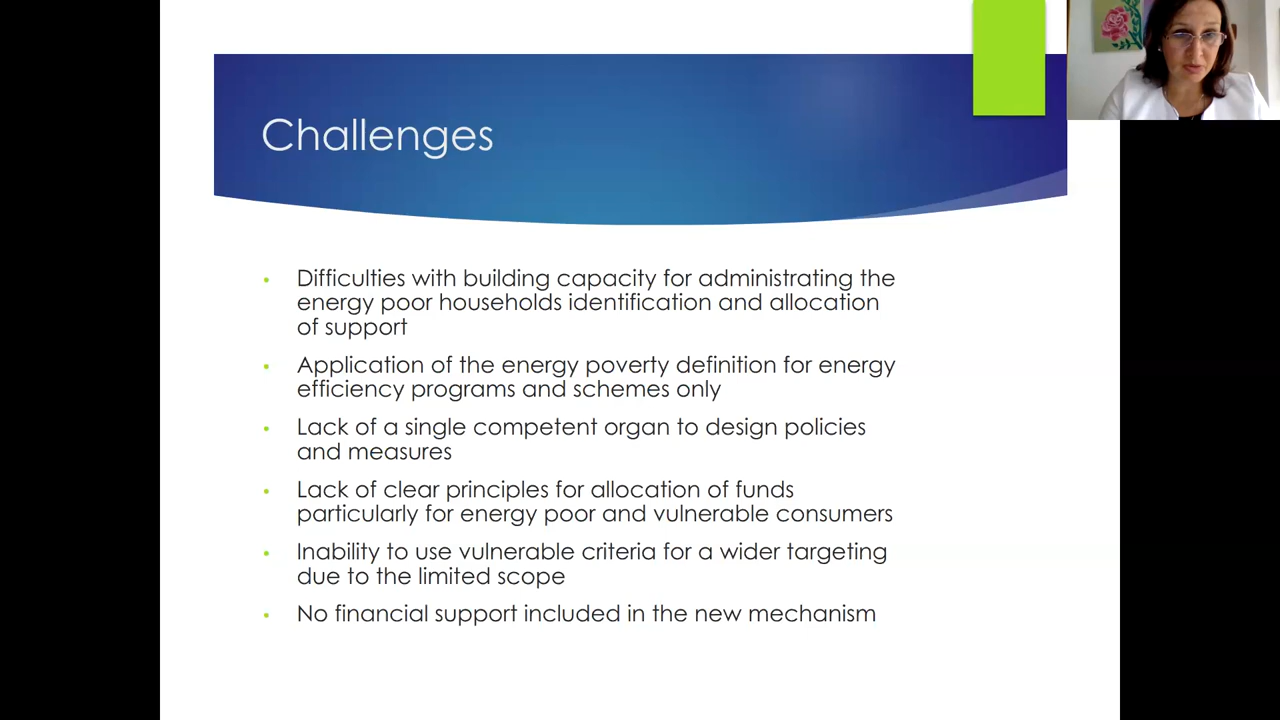 Challenges
Difficulties with building capacity for administrating the
energy poor households identification and allocation
of support
Application of the energy poverty definition for energy
efficiency programs and schemes only
Lack of a single competent organ to design policies
and measures
Lack of clear principles for allocation of funds
particularly for energy poor and vulnerable consumers
Inability to use vulnerable criteria for a wider targeting
due to the limited scope
No financial support included in the new mechanism